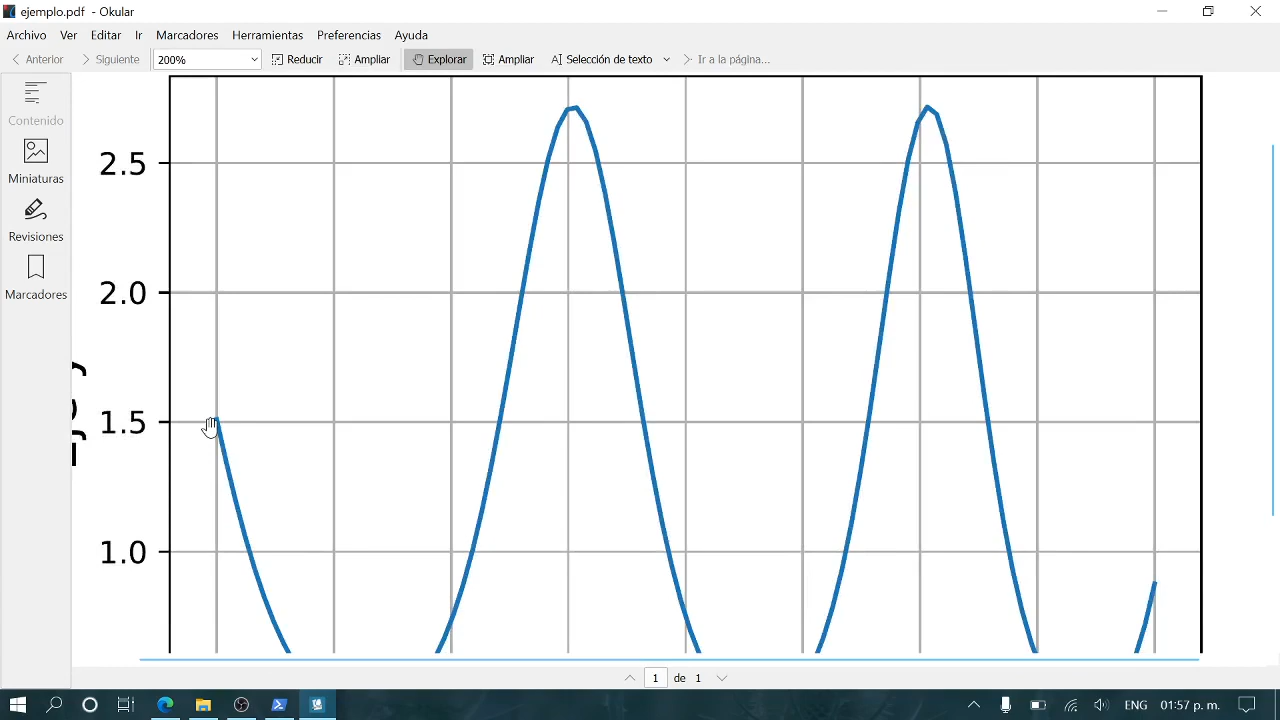 ejemplo.pdf - Okular
Archivo Ver Editar Ir Marcadores Herramientas Preferencias Ayuda
Anterior Siguiente 200% Reducir Ampliar Explorar Ampliar Selección de texto Ir a la página...
Contenido
Miniaturas
Revisiones
Marcadores
2.5
2.0
1.5
1.0
1 de 1
ENG 01:57 p. m.